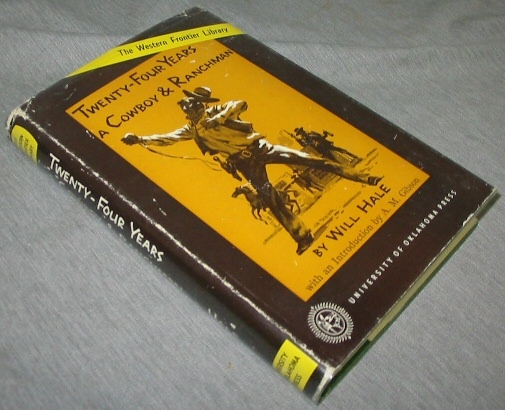 The Western Frontier Library
TWENTY-FOUR YEARS
A COWBOY & RANCHMAN
BY WILL HALE
with an Introduction by A. M. Gibson
UNIVERSITY OF OKLAHOMA PRESS
TWENTY-FOUR YEARS